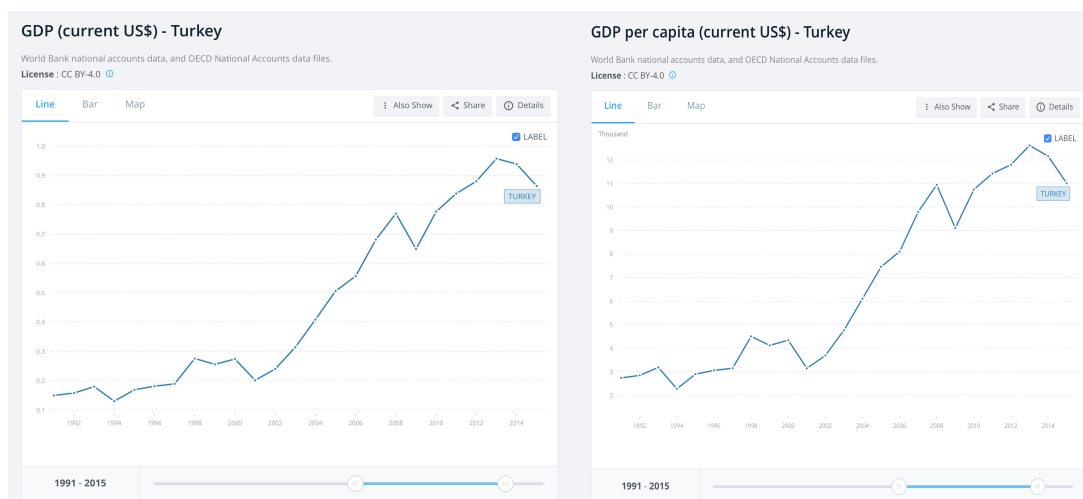 GDP (current US$) - Turkey
World Bank national accounts data, and OECD National Accounts data files.
License : CC BY-4.0
Line Bar Map
Also Show Share Details
LABEL
1.0
0.9
0.8
0.7
0.6
0.5
0.4
0.3
0.2
0.1
TURKEY
1992 1994 1996 1998 2000 2002 2004 2006 2008 2010 2012 2014
1991 - 2015
GDP per capita (current US$) - Turkey
World Bank national accounts data, and OECD National Accounts data files.
License : CC BY-4.0
Line Bar Map
Also Show Share Details
Thousand
LABEL
12
11
10
9
8
7
6
5
4
3
2
TURKEY
1992 1994 1996 1998 2000 2002 2004 2006 2008 2010 2012 2014
1991 - 2015